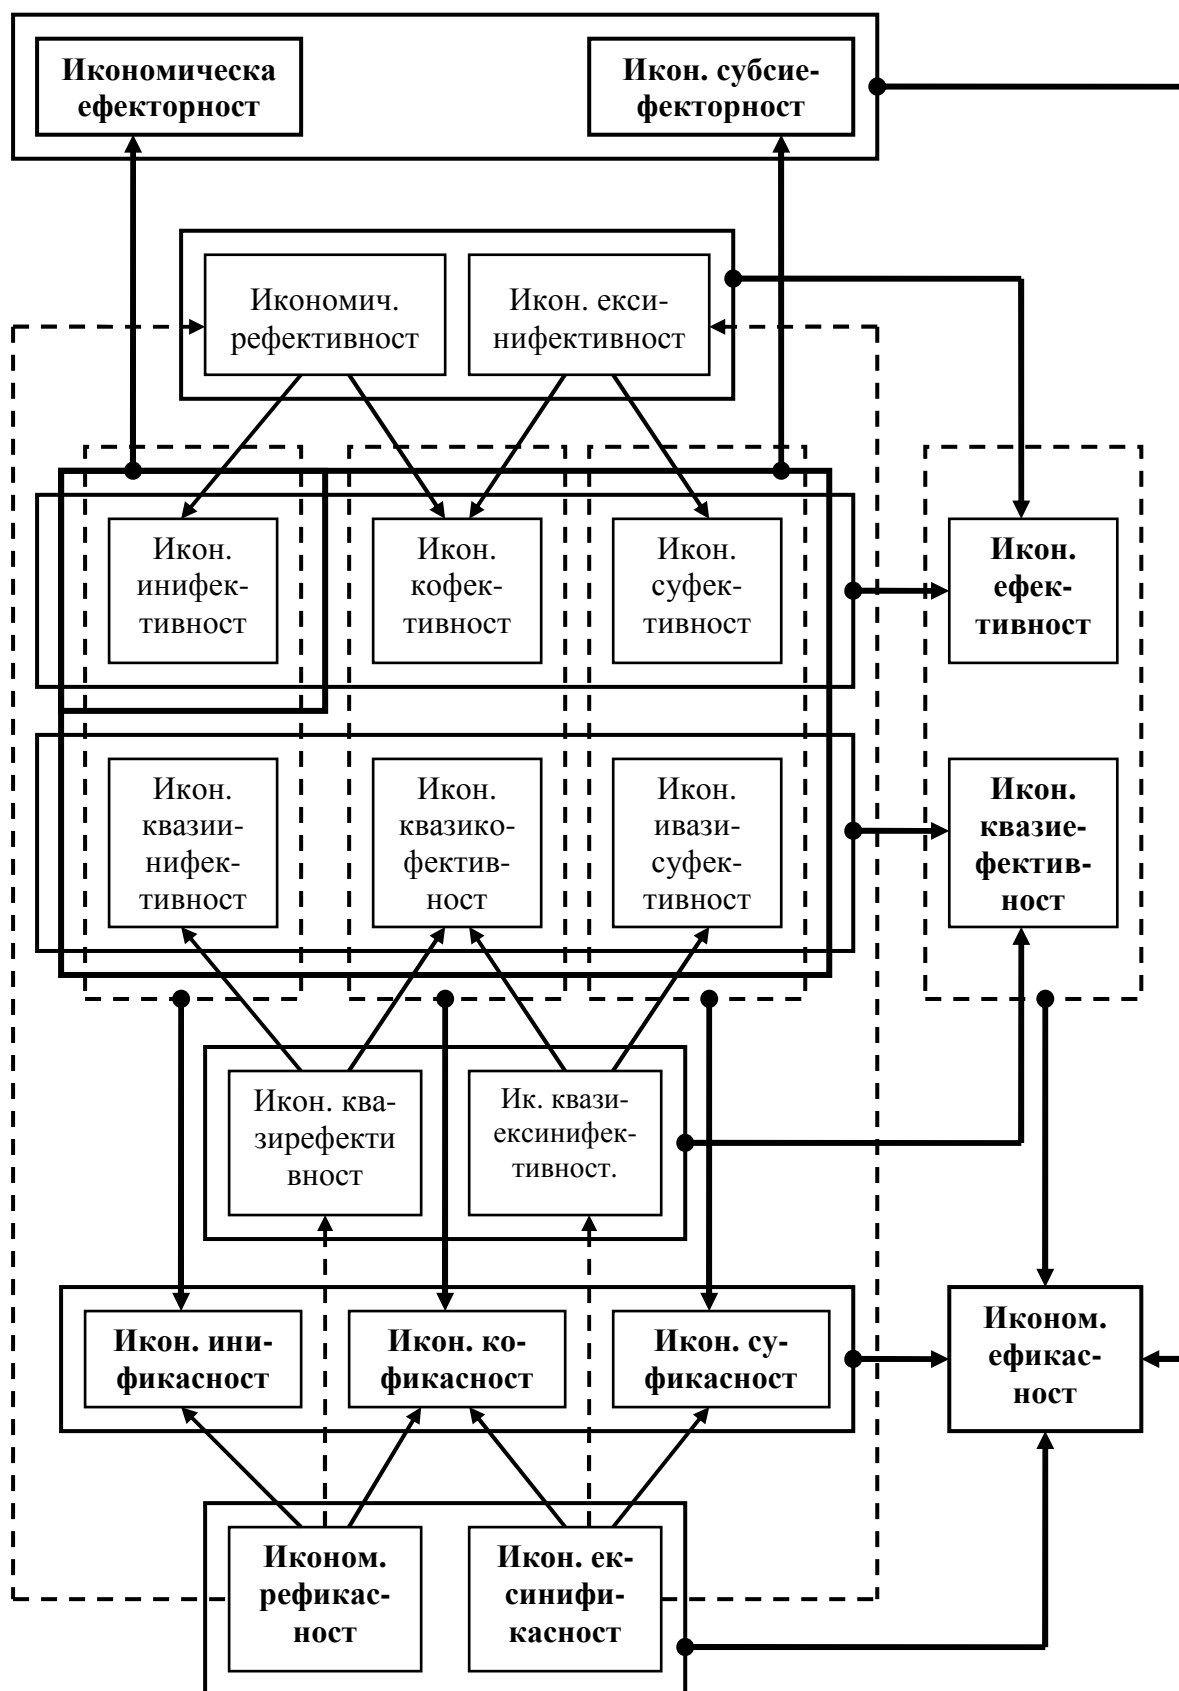 Икономическа
ефекторност
Икон. субсие-
фекторност
Икономич.
рефективност
Икон. екси-
нифективност
Икон.
инифек-
тивност
Икон.
кофек-
тивност
Икон.
суфек-
тивност
Икон.
ефек-
тивност
Икон.
квазии-
нифек-
тивност
Икон.
квазико-
фектив-
ност
Икон.
ивази-
суфек-
тивност
Икон.
квазие-
фектив-
ност
Икон. ква-
зирефекти
вност
Ик. квази-
ексинифек-
тивност.
Икон. ини-
фикасност
Икон. ко-
фикасност
Икон. су-
фикасност
Иконом.
ефикас-
ност
Иконом.
рефикас-
ност
Икон. ек-
синифи-
касност